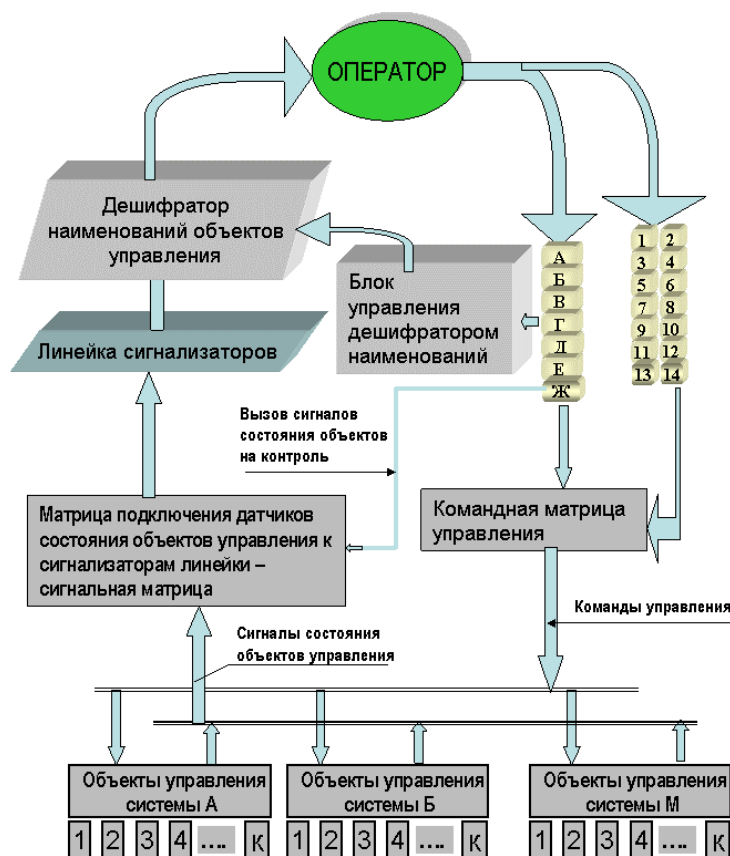 ОПЕРАТОР
Дешифратор
наименований объектов
управления
Блок
управления
дешифратором
наименований
Линейка сигнализаторов
А
Б
В
Г
Д
Е
Ж
1 2
3 4
5 6
7 8
9 10
11 12
13 14
Вызов сигналов
состояния объектов
на контроль
Матрица подключения датчиков
состояния объектов управления к
сигнализаторам линейки –
сигнальная матрица
Командная матрица
управления
Команды управления
Сигналы состояния
объектов управления
Объекты управления
системы А
Объекты управления
системы Б
Объекты управления
системы М
1 2 3 4 .... К
1 2 3 4 .... К
1 2 3 4 .... К